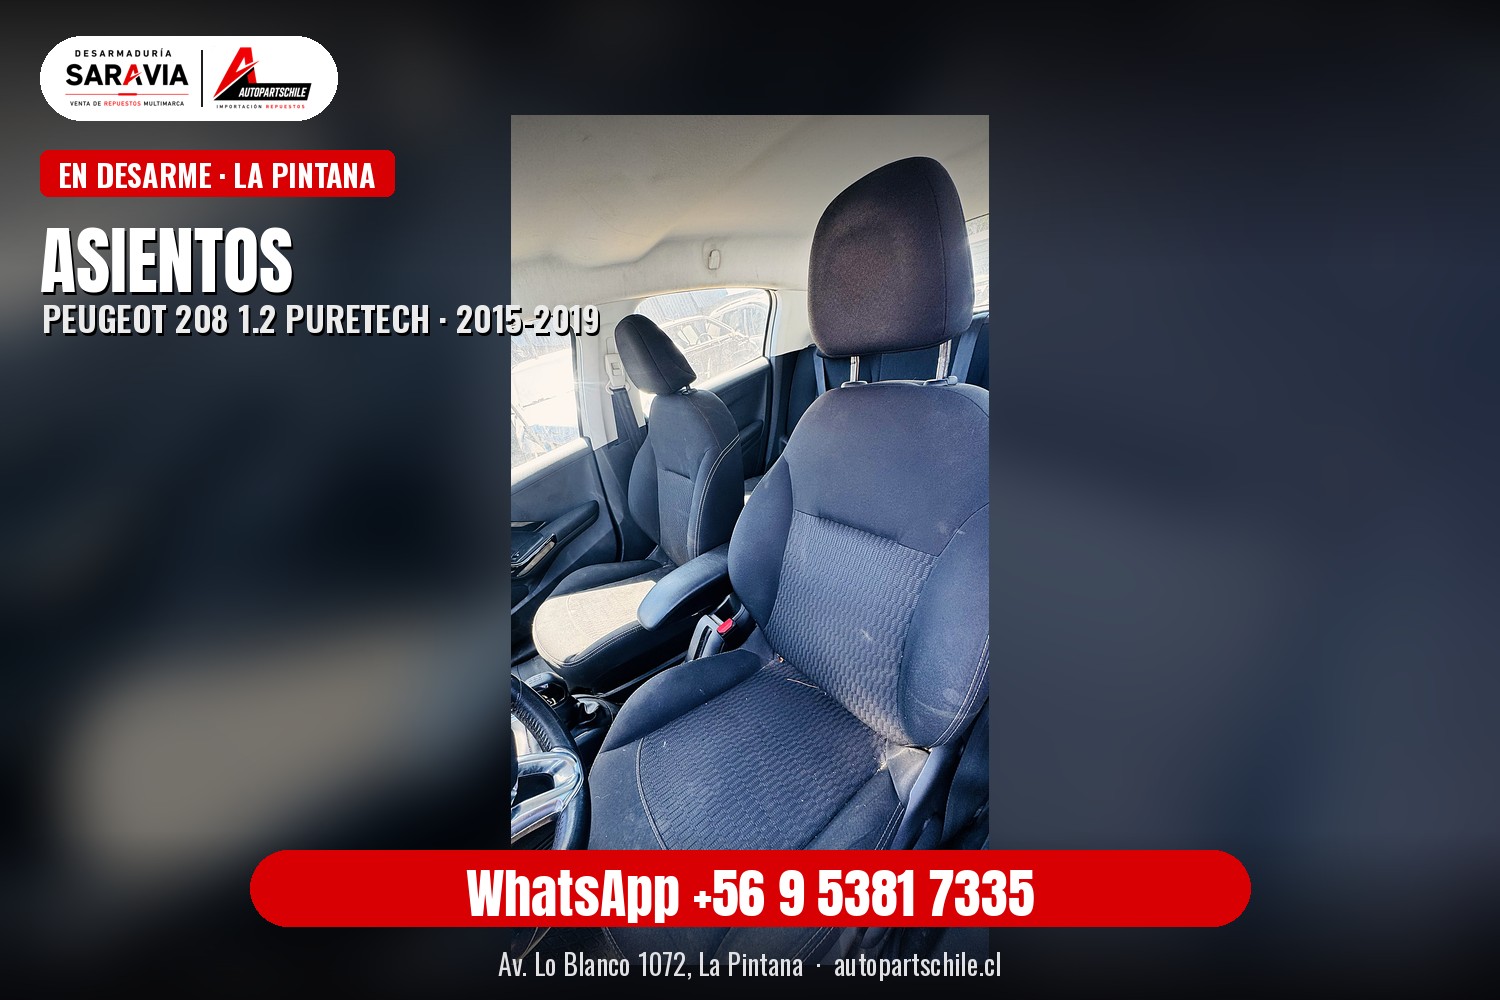 DESARMADURÍA
SARAVIA
VENTA DE REPUESTOS MULTIMARCA
AUTOPARTSCHILE
IMPORTACIÓN REPUESTOS
EN DESARME · LA PINTANA
ASIENTOS
PEUGEOT 208 1.2 PURETECH · 2015-2019
WhatsApp +56 9 5381 7335
Av. Lo Blanco 1072, La Pintana · autopartschile.cl